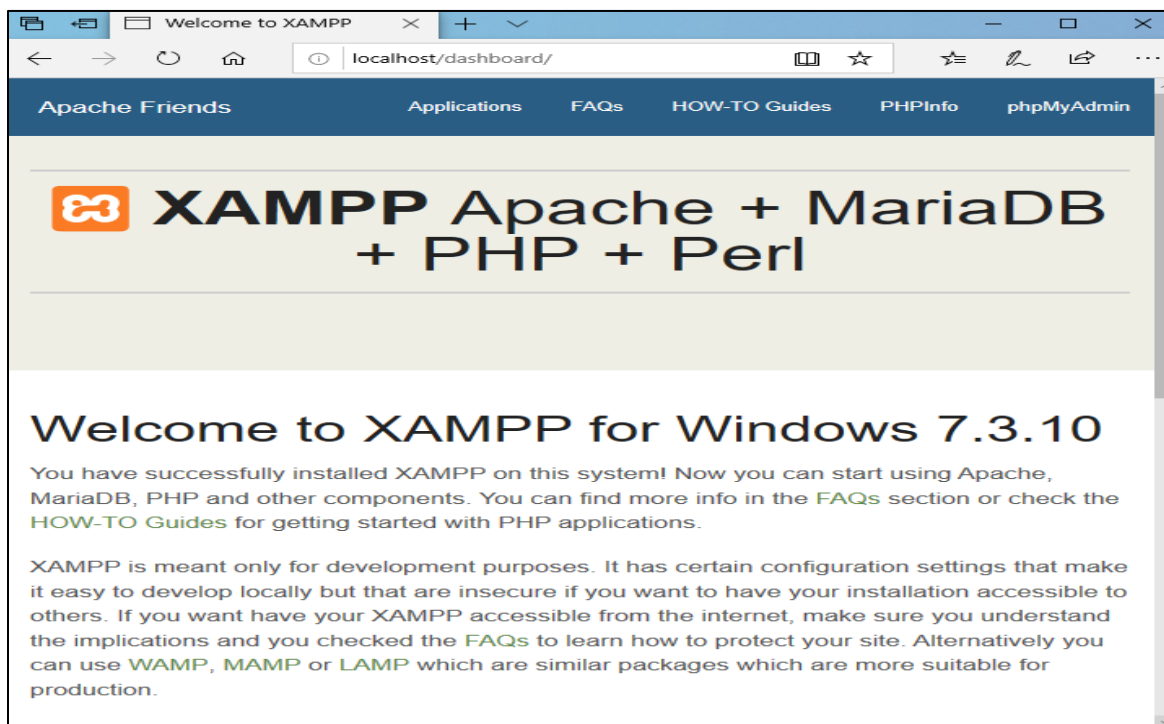 Welcome to XAMPP
localhost/dashboard/
Apache Friends
Applications
FAQs
HOW-TO Guides
PHPInfo
phpMyAdmin
XAMPP Apache + MariaDB
+ PHP + Perl
Welcome to XAMPP for Windows 7.3.10
You have successfully installed XAMPP on this system! Now you can start using Apache,
MariaDB, PHP and other components. You can find more info in the FAQs section or check the
HOW-TO Guides for getting started with PHP applications.
XAMPP is meant only for development purposes. It has certain configuration settings that make
it easy to develop locally but that are insecure if you want to have your installation accessible to
others. If you want have your XAMPP accessible from the internet, make sure you understand
the implications and you checked the FAQs to learn how to protect your site. Alternatively you
can use WAMP, MAMP or LAMP which are similar packages which are more suitable for
production.